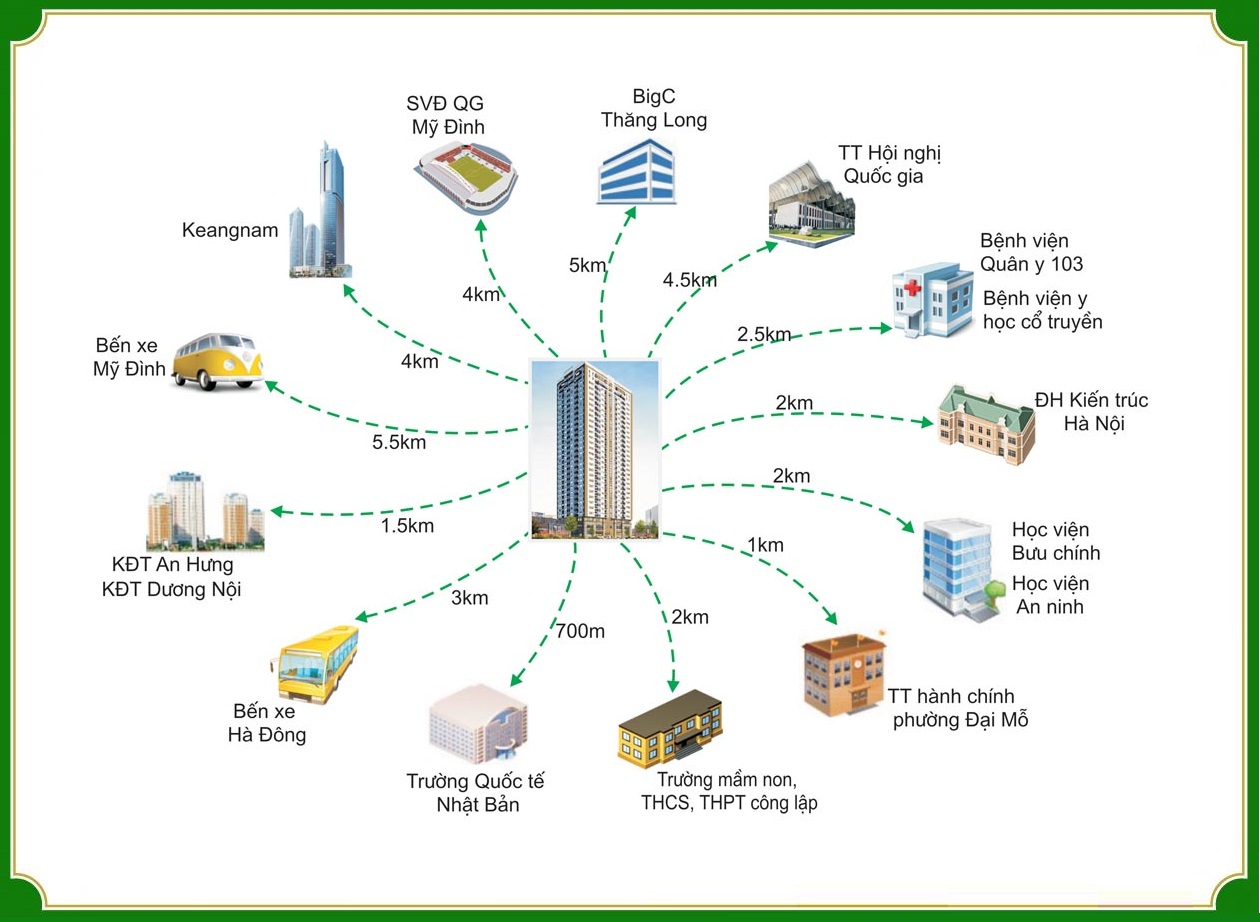 SVĐ QG
Mỹ Đình
BigC
Thăng Long
TT Hội nghị
Quốc gia
Keangnam
Bệnh viện
Quân y 103
Bệnh viện y
học cổ truyền
5km
4.5km
4km
2.5km
Bến xe
Mỹ Đình
4km
ĐH Kiến trúc
Hà Nội
2km
5.5km
2km
1.5km
Học viện
Bưu chính
Học viện
An ninh
1km
KĐT An Hưng
KĐT Dương Nội
3km
700m
2km
Bến xe
Hà Đông
TT hành chính
phường Đại Mỗ
Trường Quốc tế
Nhật Bản
Trường mầm non,
THCS, THPT công lập